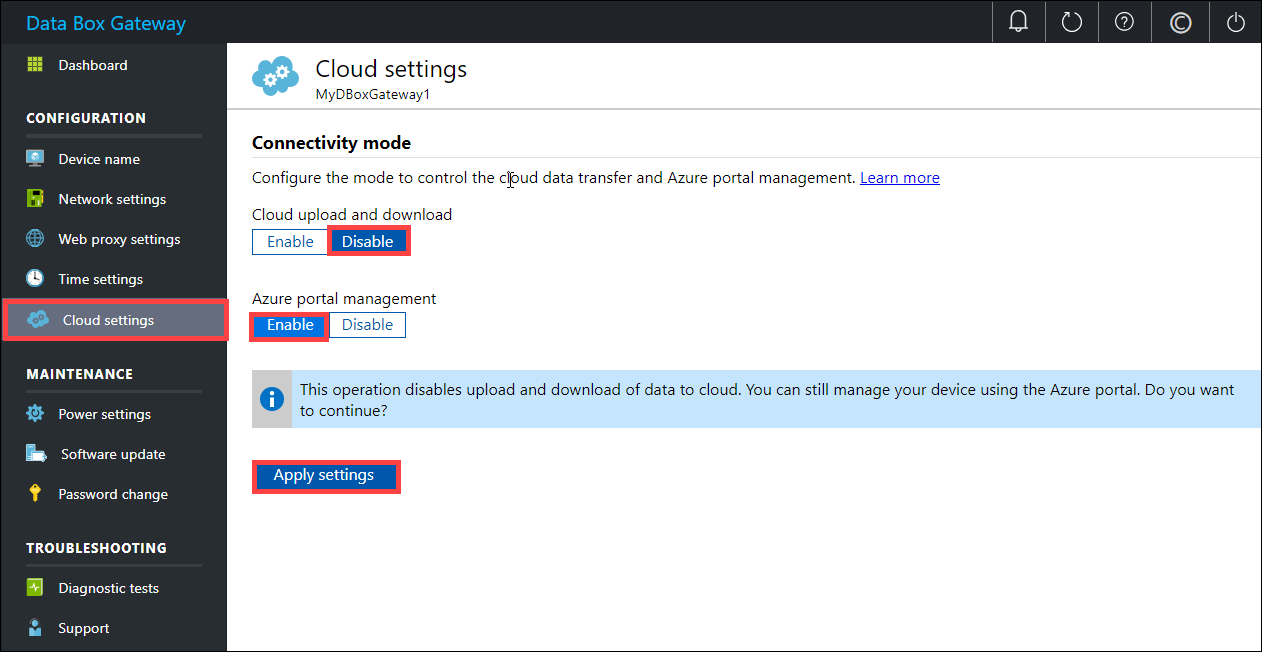 Data Box Gateway
Dashboard
CONFIGURATION
Device name
Network settings
Web proxy settings
Time settings
Cloud settings
MAINTENANCE
Power settings
Software update
Password change
TROUBLESHOOTING
Diagnostic tests
Support
Cloud settings
MyDBoxGateway1
Connectivity mode
Configure the mode to control the cloud data transfer and Azure portal management. Learn more
Cloud upload and download
Enable Disable
Azure portal management
Enable Disable
This operation disables upload and download of data to cloud. You can still manage your device using the Azure portal. Do you want
to continue?
Apply settings